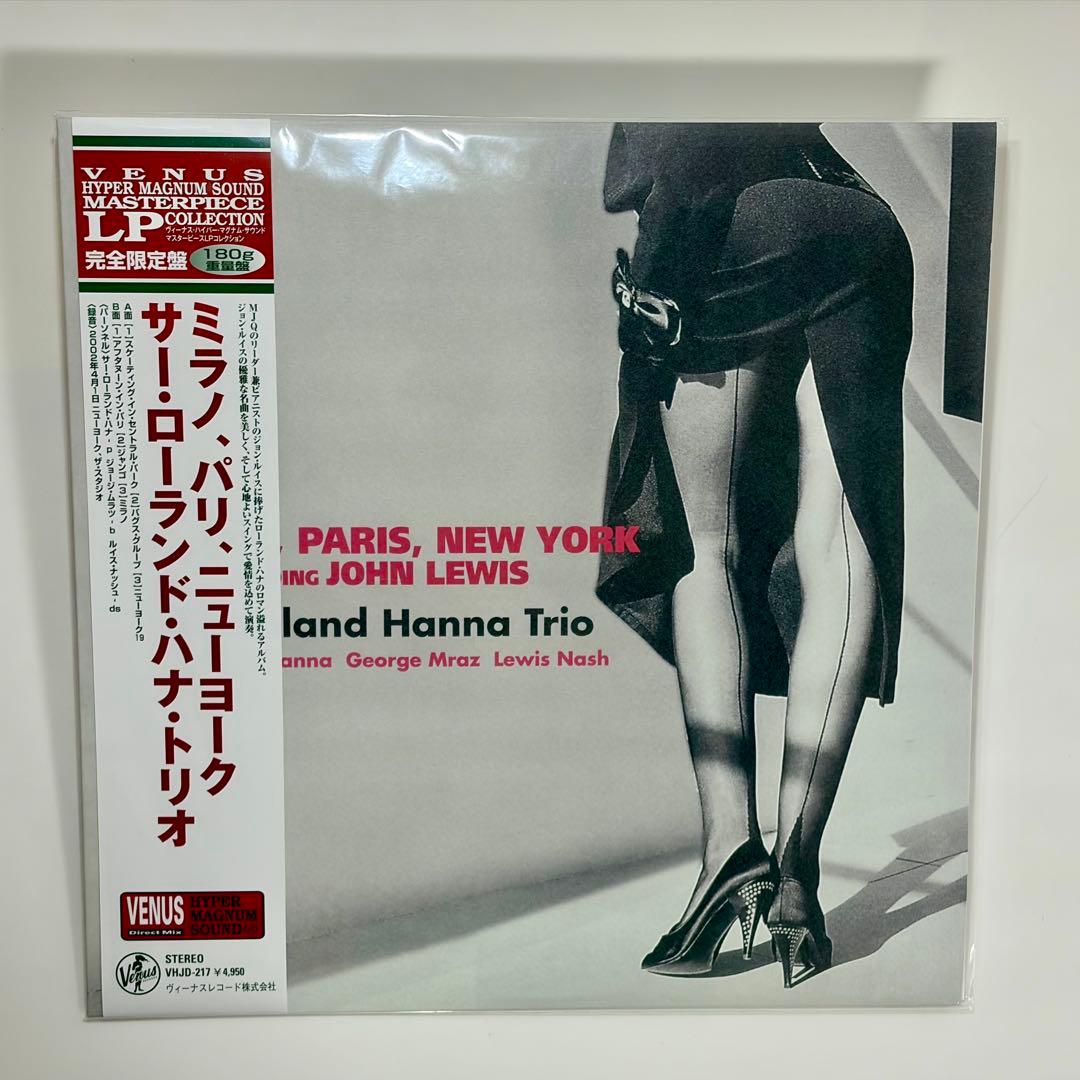 VENUS
HYPER MAGNUM SOUND
MASTERPIECE
LP COLLECTION
ヴィーナス・ハイパー・マグナム・サウンド
マスターピースLPコレクション
完全限定盤
180g
重量盤
MJQのリーダー兼ピアニストのジョン・ルイスに捧げたローランド・ハナのロマン溢れるアルバム。
ジョン・ルイスの優雅な名曲を美しく、そして心地よいスイングで愛情を込めて演奏。
ミラノ、パリ、ニューヨーク
サー・ローランド・ハナ・トリオ
A面 [1]スケーティング・イン・セントラル・パーク [2]バグス・グルーブ [3]ニューヨーク19
B面 [1]アフタヌーン・イン・パリ [2]ジャンゴ [3]ミラノ
〈パーソネル〉サー・ローランド・ハナ - p ジョージ・ムラツ - b ルイス・ナッシュ - ds
〈録音〉2002年4月1日 ニューヨーク、ザ・スタジオ
, PARIS, NEW YORK
ING JOHN LEWIS
land Hanna Trio
anna George Mraz Lewis Nash
VENUS
Direct Mix
HYPER
MAGNUM
SOUND
Venus
STEREO
VHJD-217 ¥4,950
ヴィーナスレコード株式会社